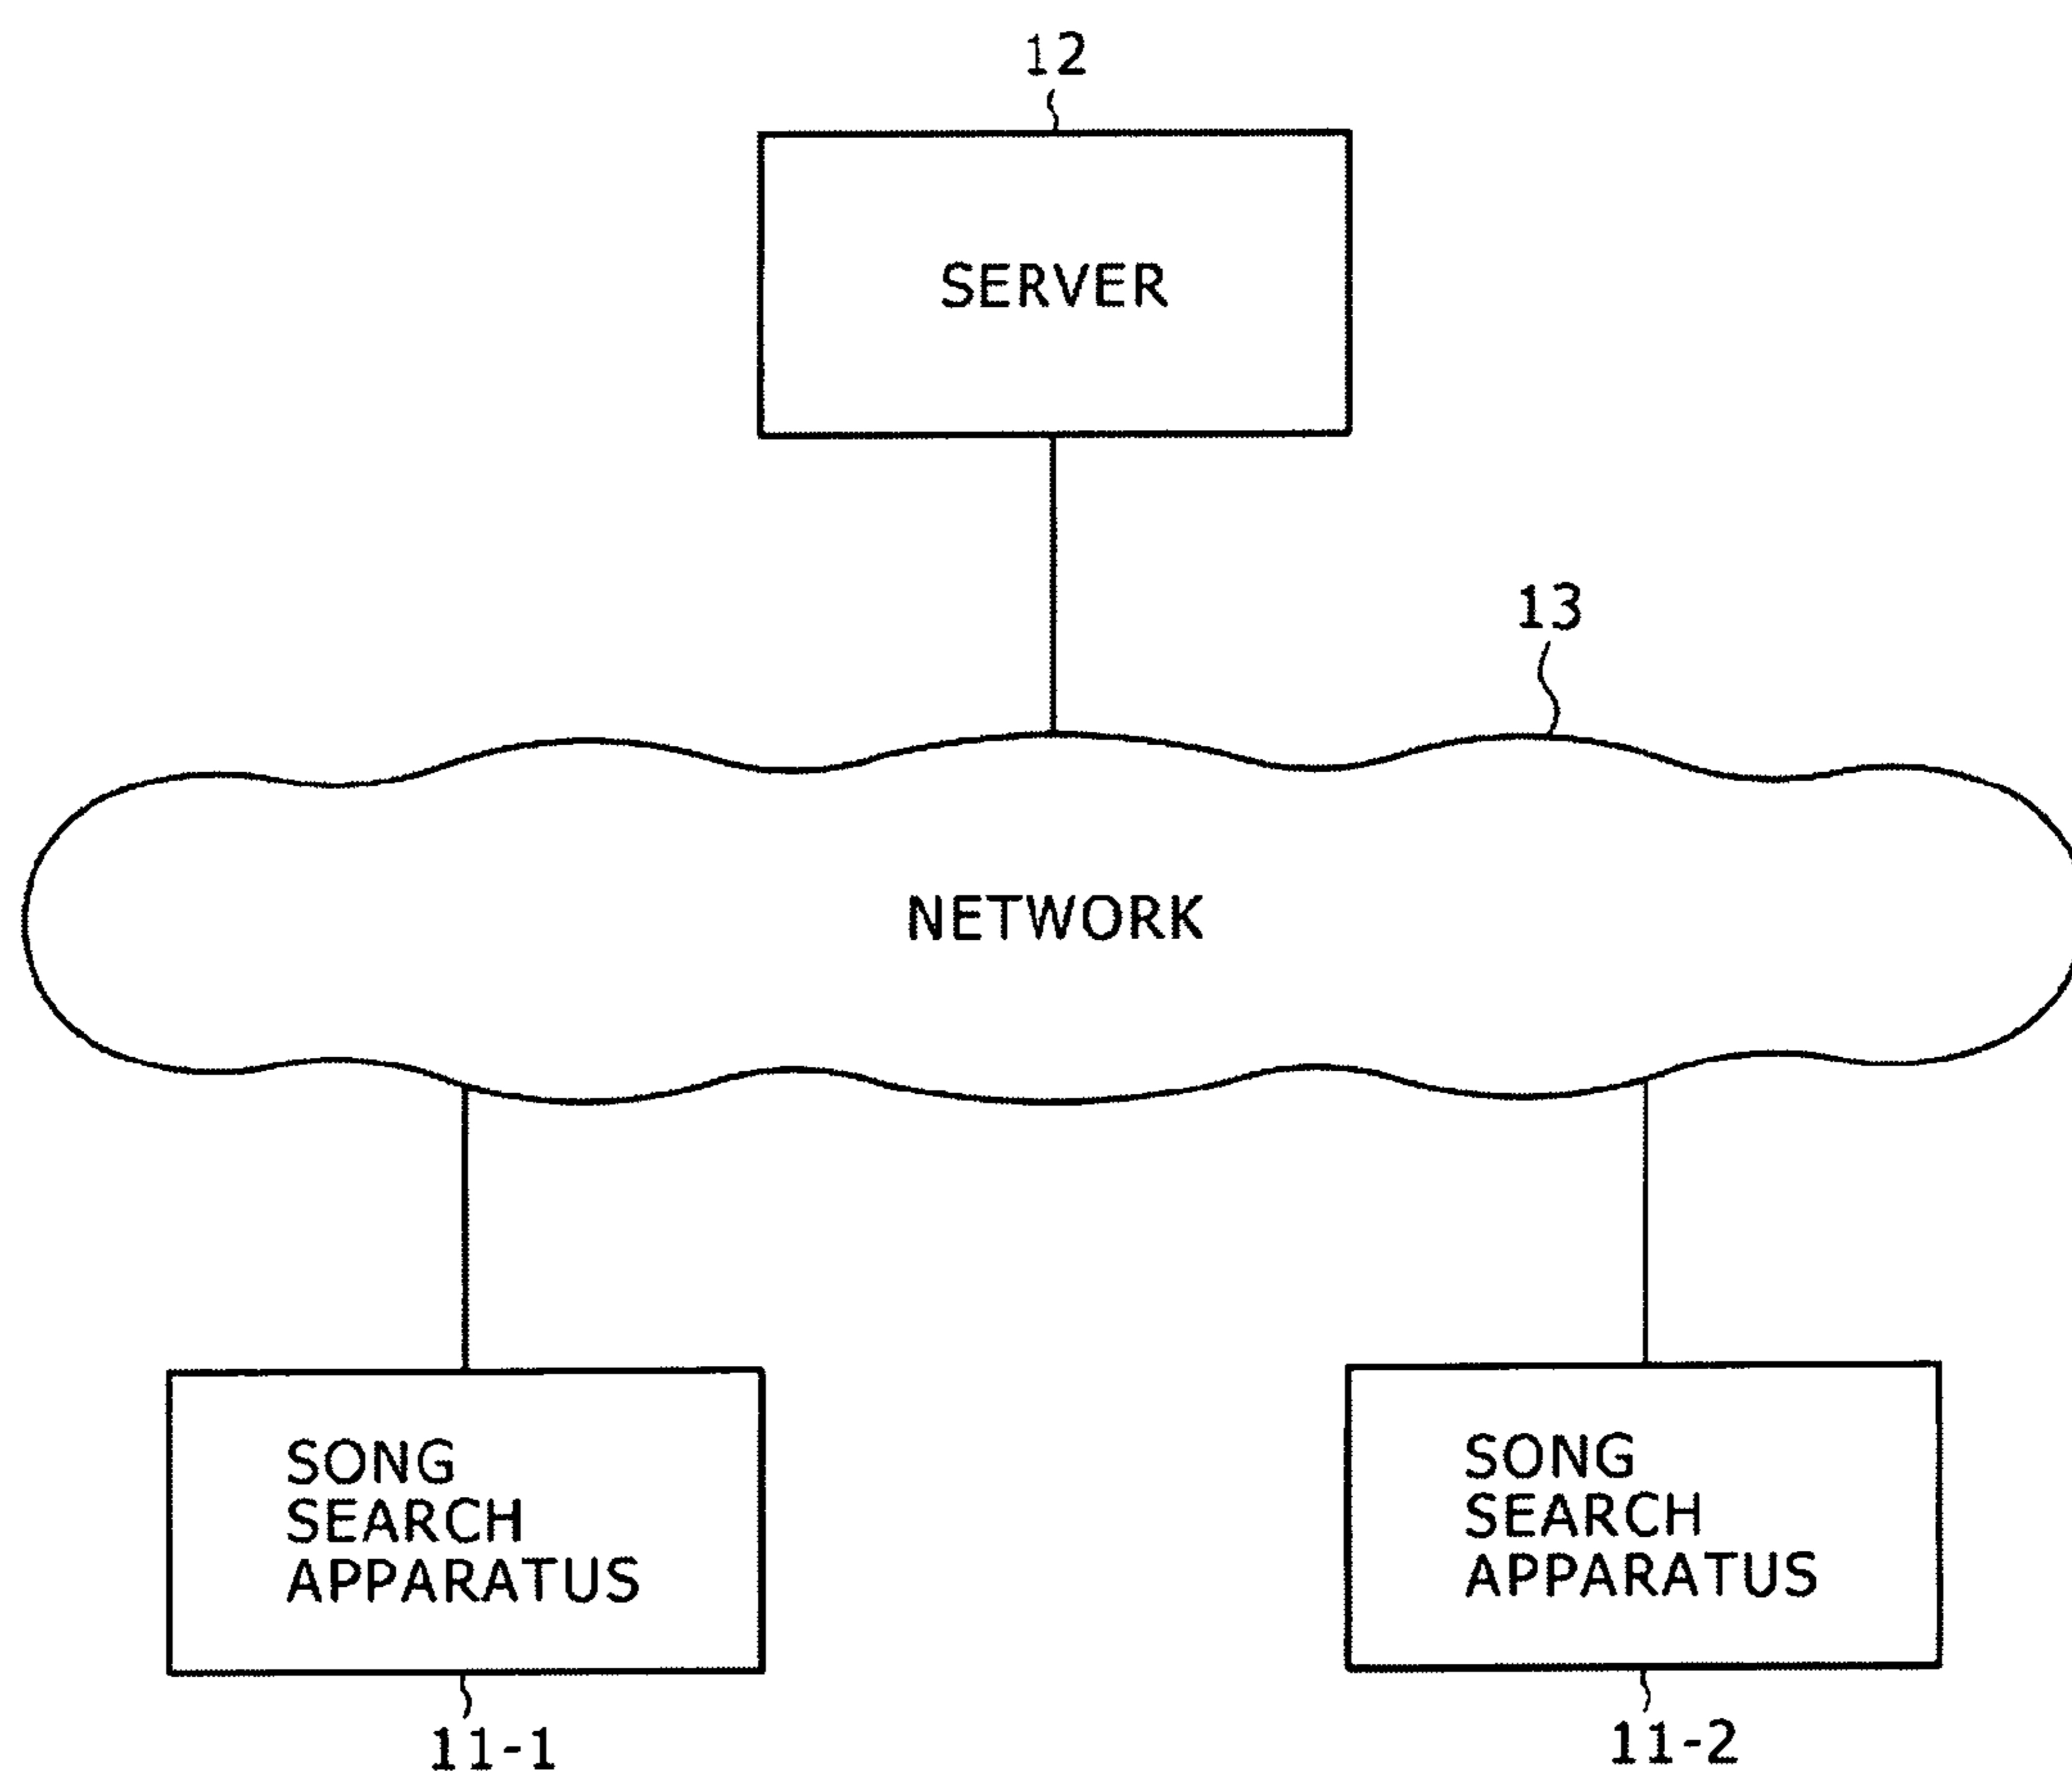 12
SERVER
13
NETWORK
SONG
SEARCH
APPARATUS
11-1
SONG
SEARCH
APPARATUS
11-2